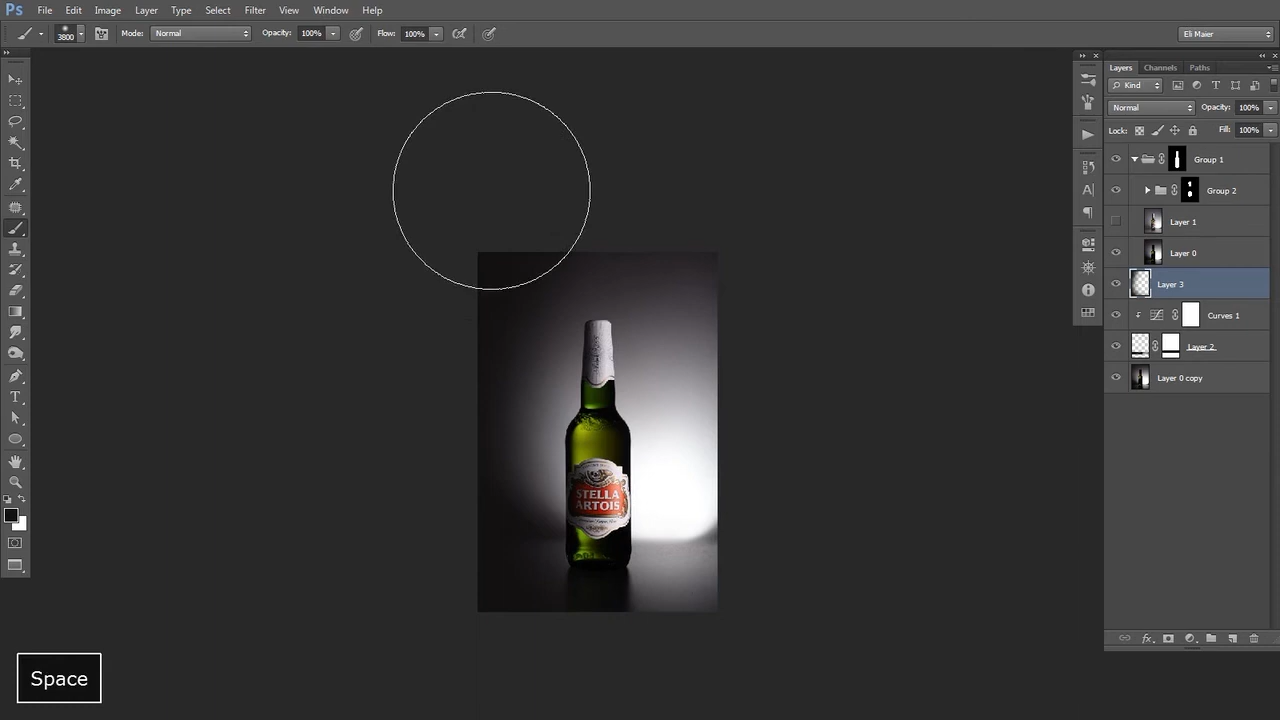 Ps File Edit Image Layer Type Select Filter View Window Help
3800 Mode: Normal Opacity: 100% Flow: 100% Eli Maier
Layers Channels Paths
Kind
Normal Opacity: 100%
Lock: Fill: 100%
Group 1
Group 2
Layer 1
Layer 0
Layer 3
Curves 1
Layer 2
Layer 0 copy
STELLA
ARTOIS
Space